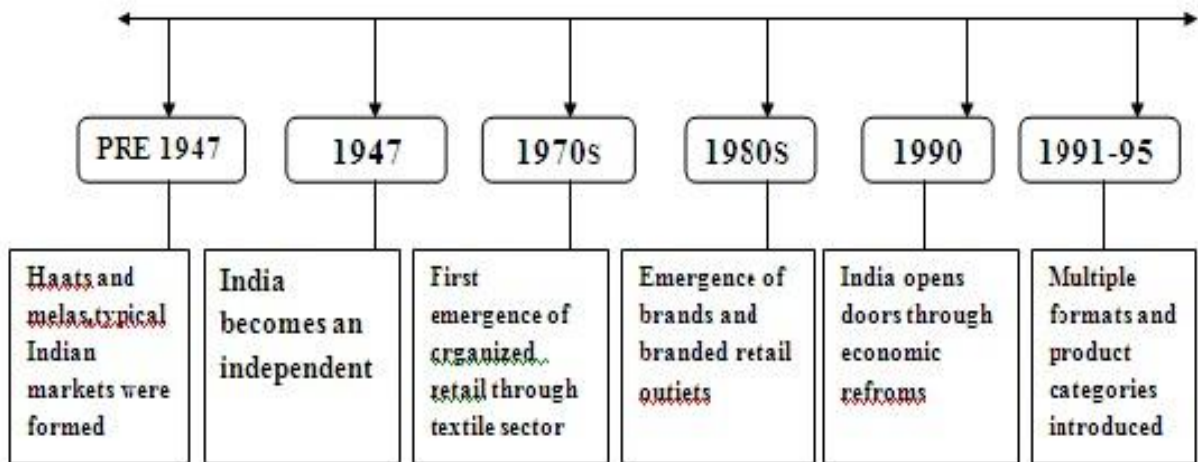 PRE 1947
1947
1970s
1980S
1990
1991-95
Haats and
melas,typical
Indian
markets were
formed
India
becomes an
independent
First
emergence of
crganized
retail through
textile sector
Emergence of
brands and
branded retail
outiets
India opens
doors through
economic
refroms
Multiple
formats and
product
categories
introduced